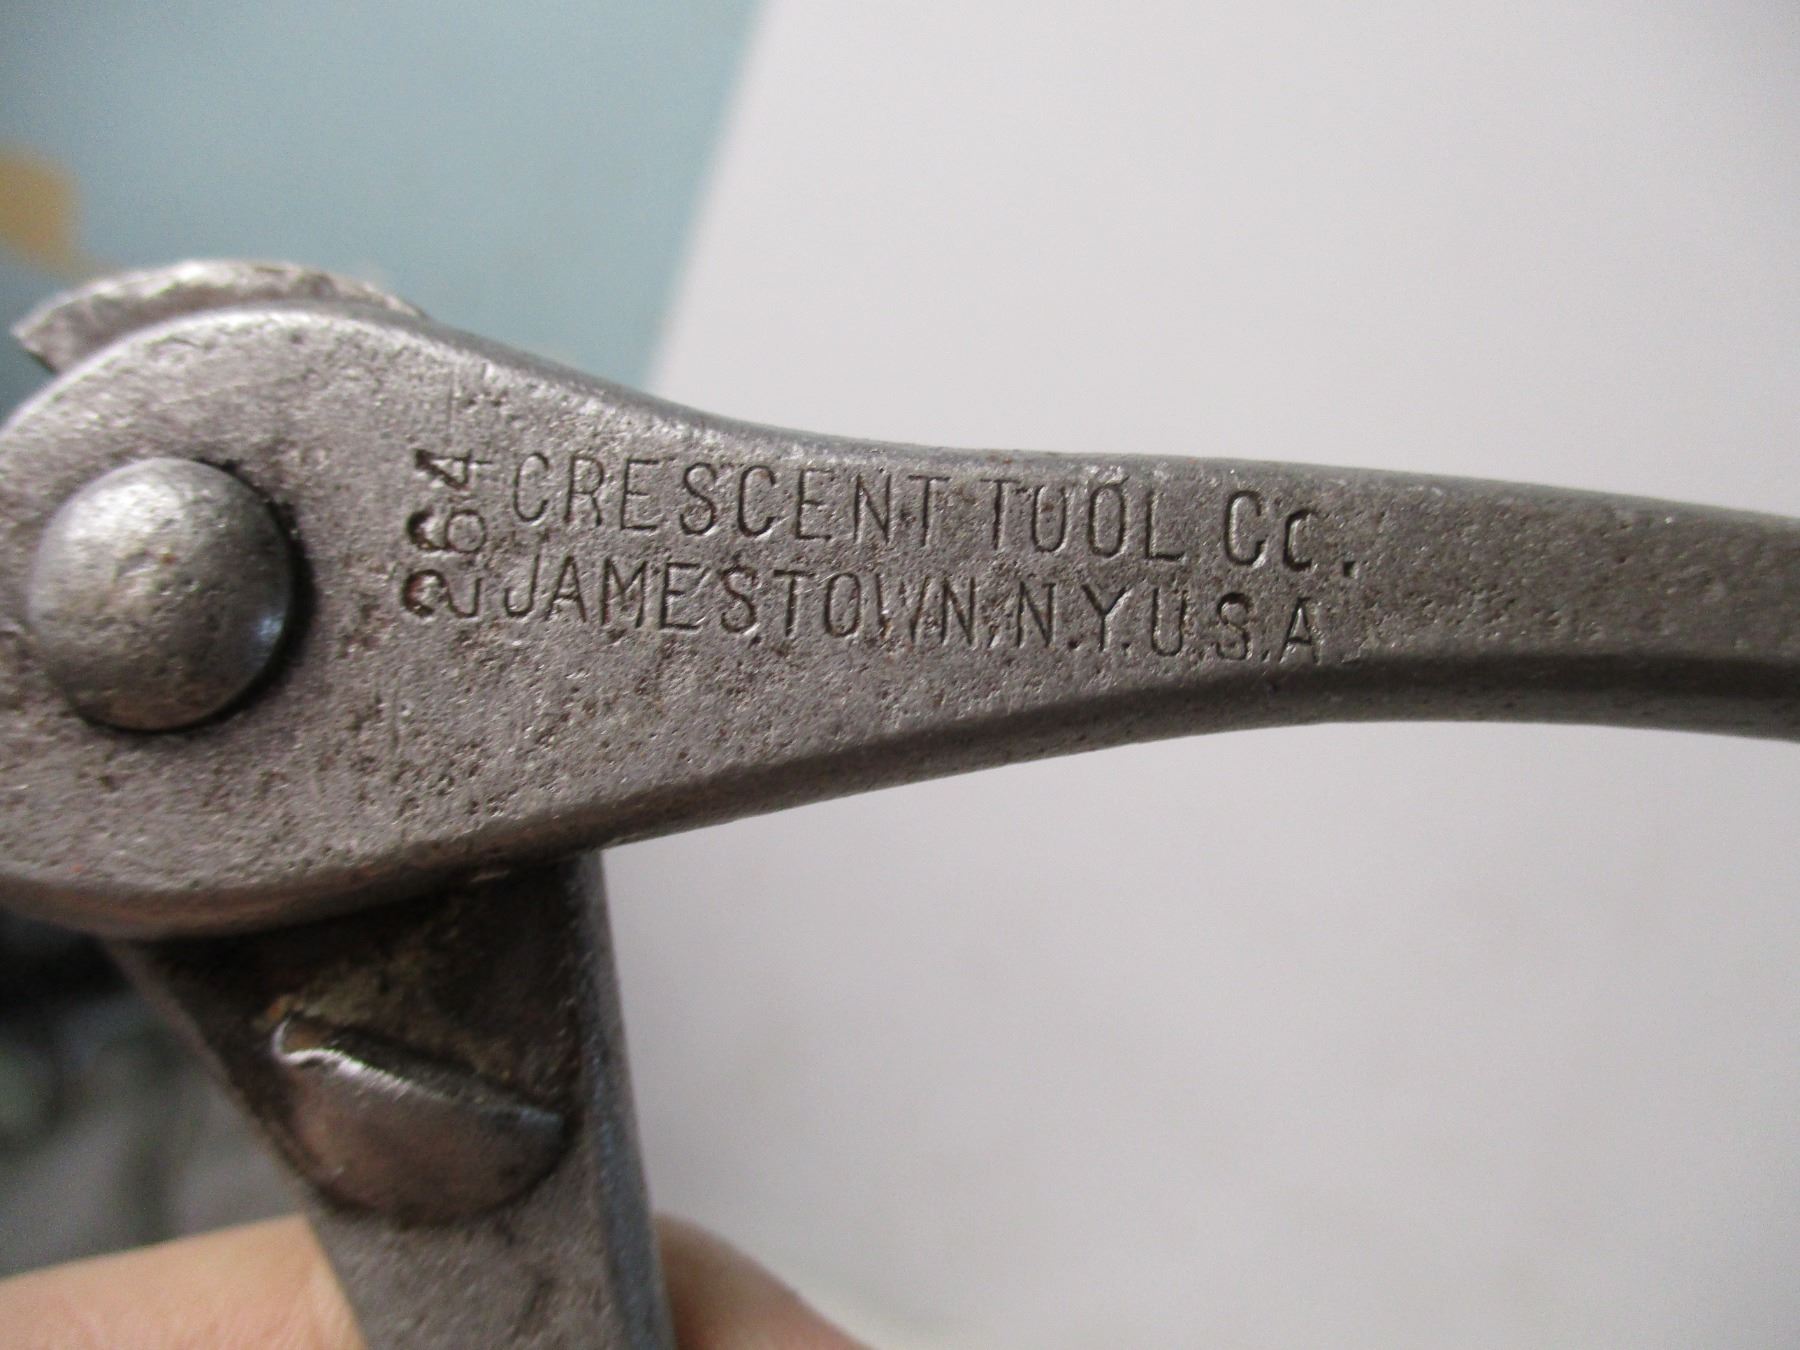 264
CRESCENT TOOL Co.
JAMESTOWN, N.Y. U.S.A